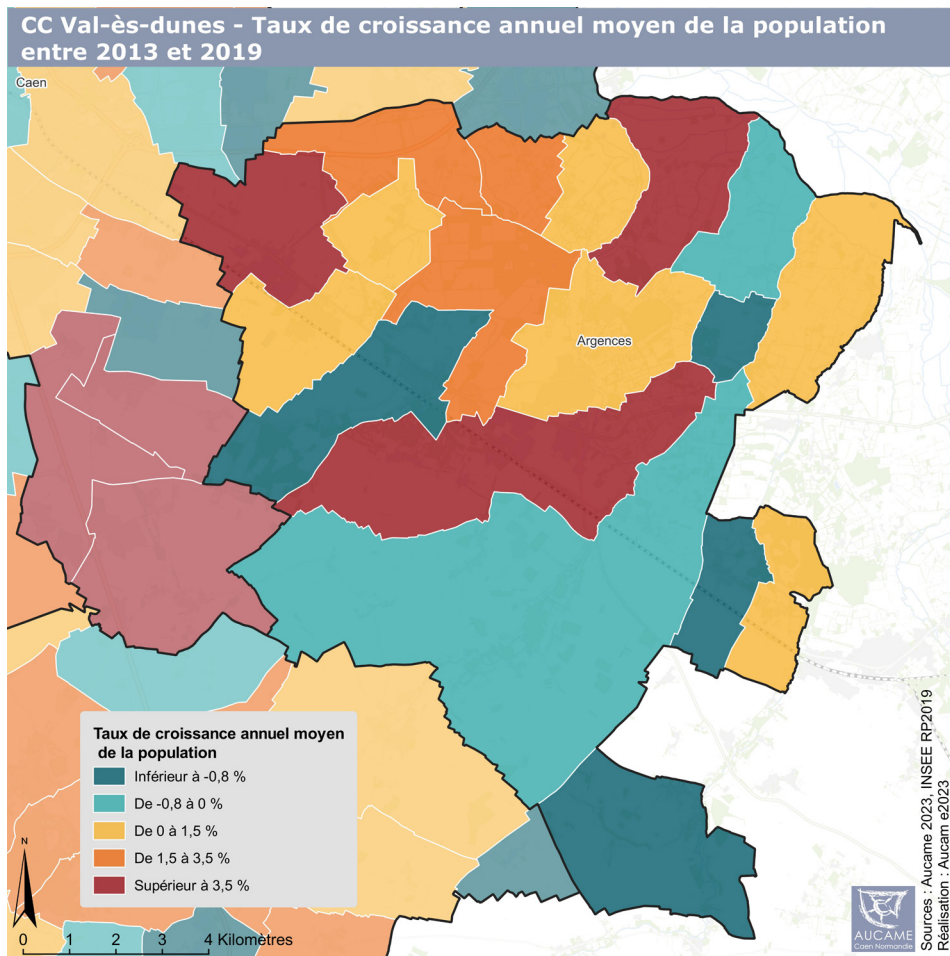 CC Val-ès-dunes - Taux de croissance annuel moyen de la population
entre 2013 et 2019
Caen
Argences
Taux de croissance annuel moyen
de la population
Inférieur à -0,8 %
De -0,8 à 0 %
De 0 à 1,5 %
De 1,5 à 3,5 %
Supérieur à 3,5 %
N
0 1 2 4 Kilomètres
AUCAME
Caen Normandie
Sources : Aucame 2023, INSEE RP2019
Réalisation : Aucam e2023